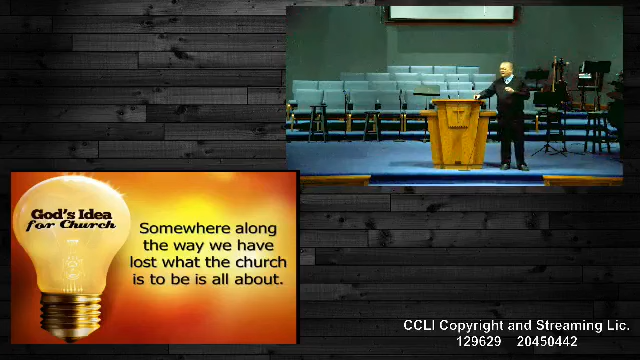 God's Idea
for Church
Somewhere along
the way we have
lost what the church
is to be is all about.
CCLI Copyright and Streaming Lic.
129629 20450442